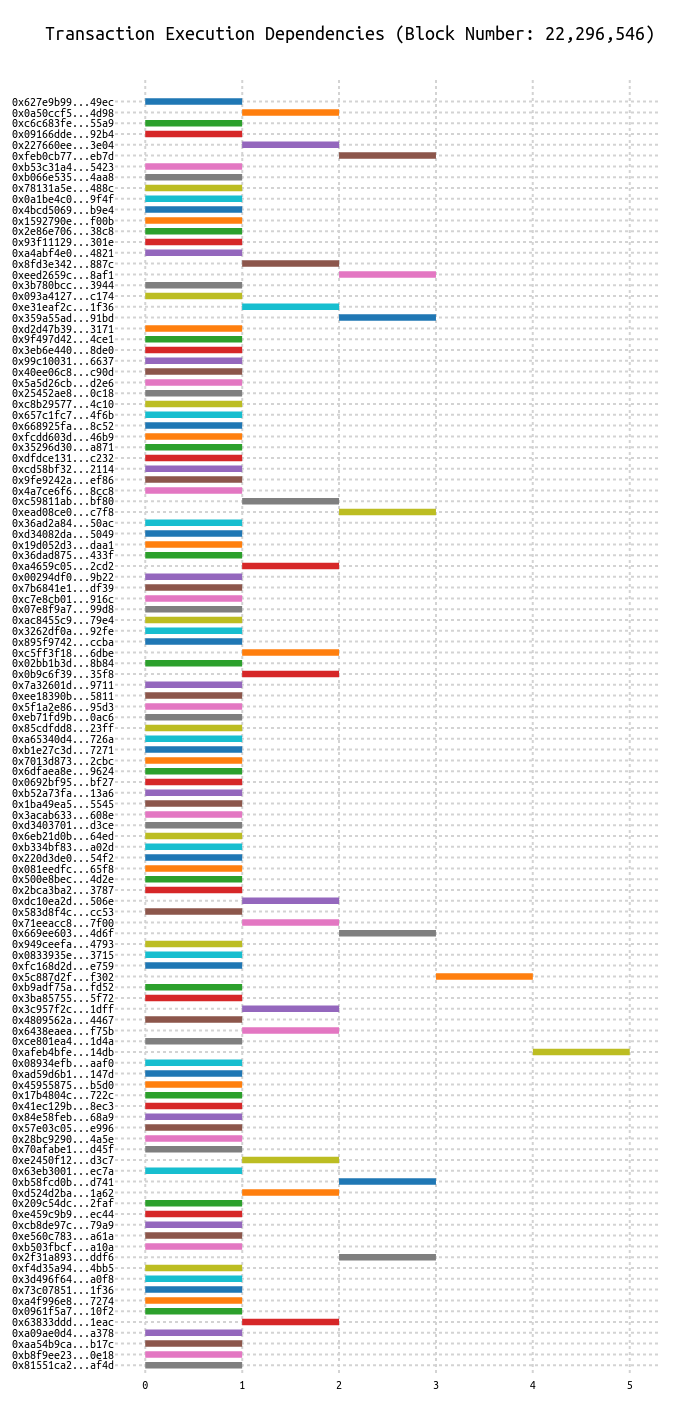 Transaction Execution Dependencies (Block Number: 22,296,546)
0x627e9b99...49ec
0x0a50ccf5...4d98
0xc6c683fe...55a9
0x09166dde...92b4
0x227660ee...3e04
0xfeb0cb77...eb7d
0xb53c31a4...5423
0xb066e535...4aa8
0x78131a5e...488c
0x0a1be4c0...9f4f
0x4bcd5069...b9e4
0x1592790e...f00b
0x2e86e706...38c8
0x93f11129...301e
0xa4abf4e0...4821
0x8fd3e342...887c
0xeed2659c...8af1
0x3b780bcc...3944
0x093a4127...c174
0xe31eaf2c...1f36
0x359a55ad...91bd
0xd2d47b39...3171
0x9f497d42...4ce1
0x3eb6e440...8de0
0x99c10031...6637
0x40ee06c8...c90d
0x5a5d26cb...d2e6
0x25452ae8...0c18
0xc8b29577...4c10
0x657c1fc7...4f6b
0x668925fa...8c52
0xfcdd603d...46b9
0x35296d30...a871
0xdfdce131...c232
0xcd58bf32...2114
0x9fe9242a...ef86
0x4a7ce6f6...8cc8
0xc59811ab...bf80
0xead08ce0...c7f8
0x36ad2a84...50ac
0xd34082da...5049
0x19d052d3...daa1
0x36dad875...433f
0xa4659c05...2cd2
0x00294df0...9b22
0x7b6841e1...df39
0xc7e8cb01...916c
0x07e8f9a7...99d8
0xac8455c9...79e4
0x3262df0a...92fe
0x895f9742...ccba
0xc5ff3f18...6dbe
0x02bb1b3d...8b84
0x0b9c6f39...35f8
0x7a32601d...9711
0xee18390b...5811
0x5f1a2e86...95d3
0xeb71fd9b...0ac6
0x85cdfdd8...23ff
0xa65340d4...726a
0xb1e27c3d...7271
0x7013d873...2cbc
0x6dfaea8e...9624
0x0692bf95...bf27
0xb52a73fa...13a6
0x1ba49ea5...5545
0x3acab633...608e
0xd3403701...d3ce
0x6eb21d0b...64ed
0xb334bf83...a02d
0x220d3de0...54f2
0x081eedfc...65f8
0x500e8bec...4d2e
0x2bca3ba2...3787
0xdc10ea2d...506e
0x583d8f4c...cc53
0x71eeacc8...7f00
0x669ee603...4d6f
0x949ceefa...4793
0x0833935e...3715
0xfc168d2d...e759
0x5c887d2f...f302
0xb9adf75a...fd52
0x3ba85755...5f72
0x3c957f2c...1dff
0x4809562a...4467
0x6438eaea...f75b
0xce801ea4...1d4a
0xafeb4bfe...14db
0x08934efb...aaf0
0xad59d6b1...147d
0x45955875...b5d0
0x17b4804c...722c
0x41ec129b...8ec3
0x84e58feb...68a9
0x57e03c05...e996
0x28bc9290...4a5e
0x70afabe1...d45f
0xe2450f12...d3c7
0x63eb3001...ec7a
0xb58fcd0b...d741
0xd524d2ba...1a62
0x209c54dc...2faf
0xe459c9b9...ec44
0xcb8de97c...79a9
0xe560c783...a61a
0xb503fbcf...a10a
0x2f31a893...ddf6
0xf4d35a94...4bb5
0x3d496f64...a0f8
0x73c07851...1f36
0xa4f996e8...7274
0x0961f5a7...10f2
0x63833ddd...1eac
0xa09ae0d4...a378
0xaa54b9ca...b17c
0xb8f9ee23...0e18
0x81551ca2...af4d
0 1 2 3 4 5